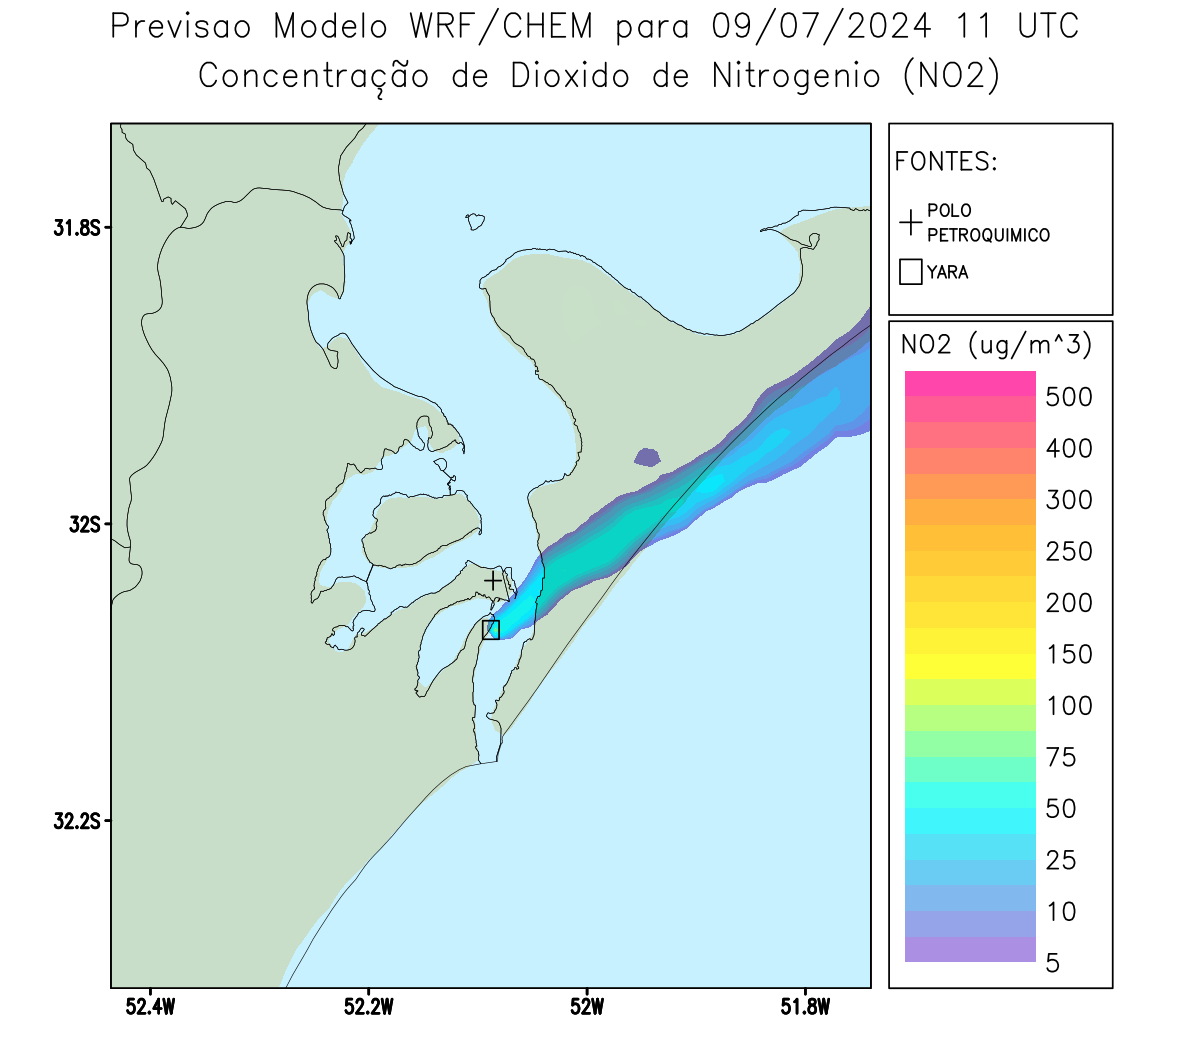 Previsao Modelo WRF/CHEM para 09/07/2024 11 UTC
Concentração de Dioxido de Nitrogenio (NO2)
FONTES:
POLO
PETROQUIMICO
YARA
NO2 (ug/m^3)
500
400
300
250
200
150
100
75
50
25
10
5
31.8S
32S
32.2S
52.4W
52.2W
52W
51.8W